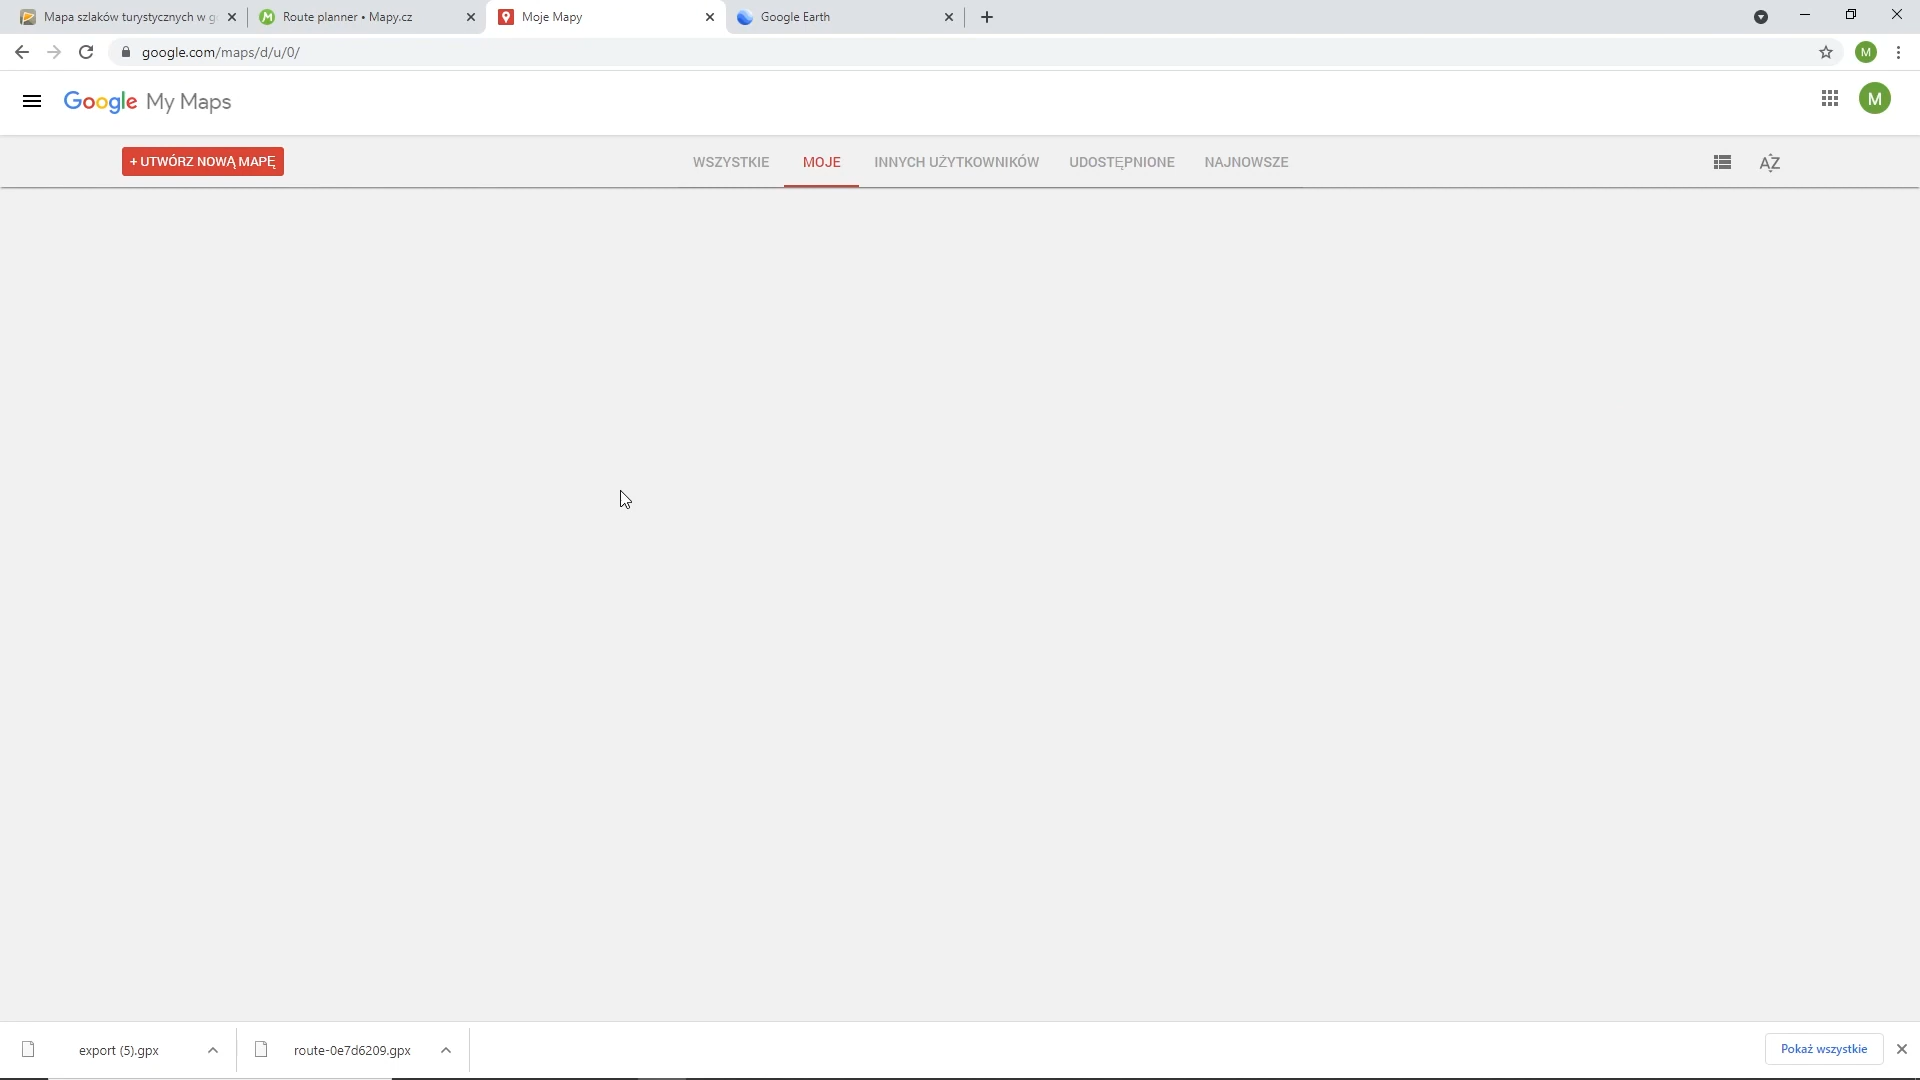 Mapa szlaków turystycznych w g
Route planner • Mapy.cz
Moje Mapy
Google Earth
google.com/maps/d/u/0/
M
Google My Maps
M
+ UTWÓRZ NOWĄ MAPĘ
WSZYSTKIE
MOJE
INNYCH UŻYTKOWNIKÓW
UDOSTĘPNIONE
NAJNOWSZE
AZ
export (5).gpx
route-0e7d6209.gpx
Pokaż wszystkie